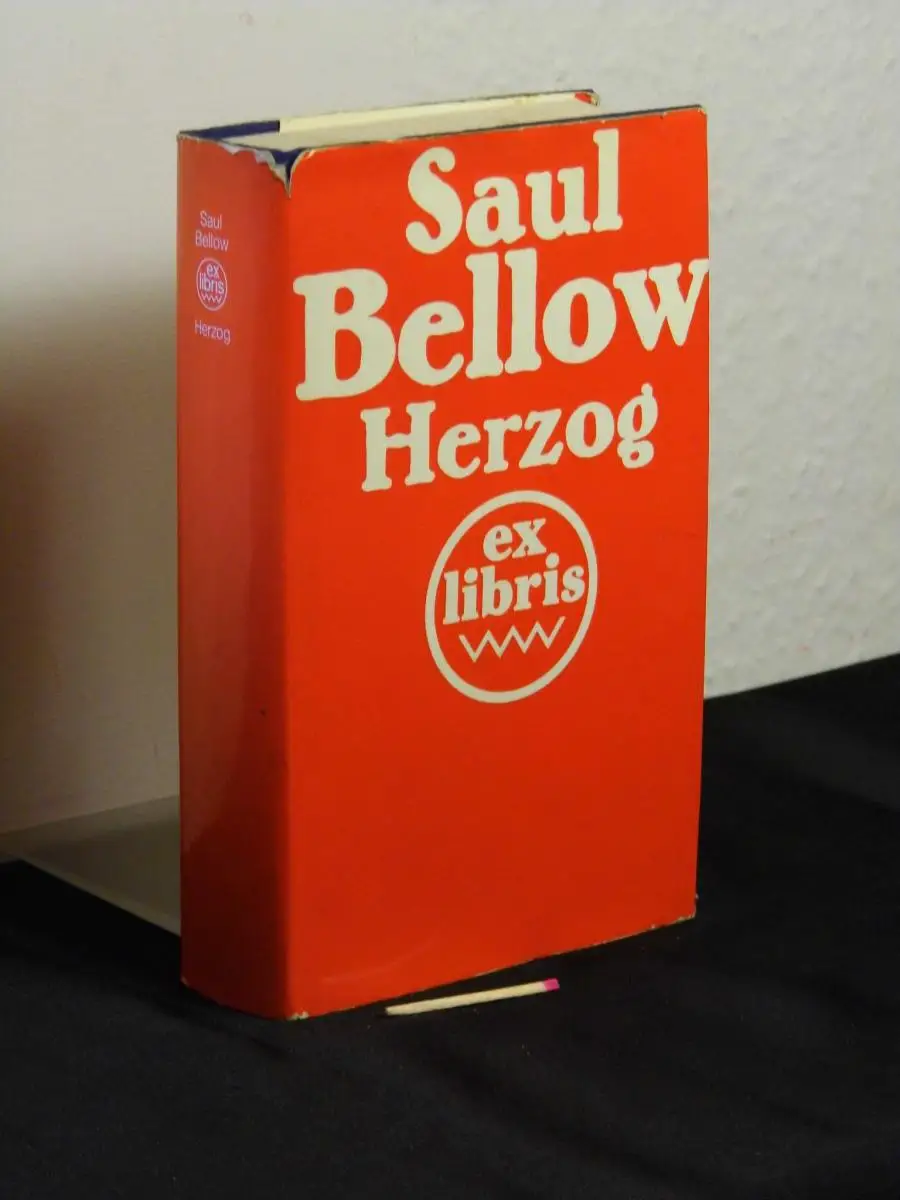 Saul
Bellow
ex
libris
Herzog
Saul
Bellow
Herzog
ex
libris